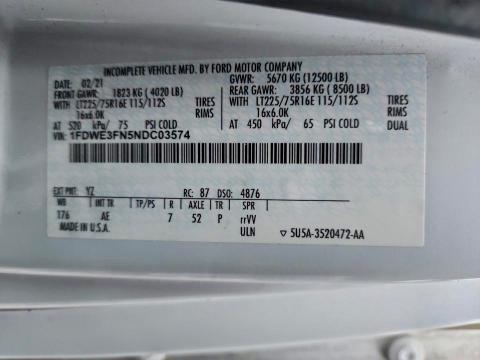 INCOMPLETE VEHICLE MFD. BY FORD MOTOR COMPANY
DATE: 02/21 GVWR: 5670 KG (12500 LB)
FRONT GAWR: 1823 KG (4020 LB) REAR GAWR: 3856 KG (8500 LB)
WITH LT225/75R16E 115/112S TIRES WITH LT225/75R16E 115/112S TIRES
16x6.0K RIMS 16x6.0K RIMS
AT 520 kPa/ 75 PSI COLD AT 450 kPa/ 65 PSI COLD DUAL
1FDWE3FN5NDC03574
EXT PNT: YZ RC: 87 DSO: 4876
WB INT TR TP/PS R AXLE TR SPR
176 AE 7 52 P rrVV
MADE IN U.S.A. ULN ▽ 5U5A-3520472-AA